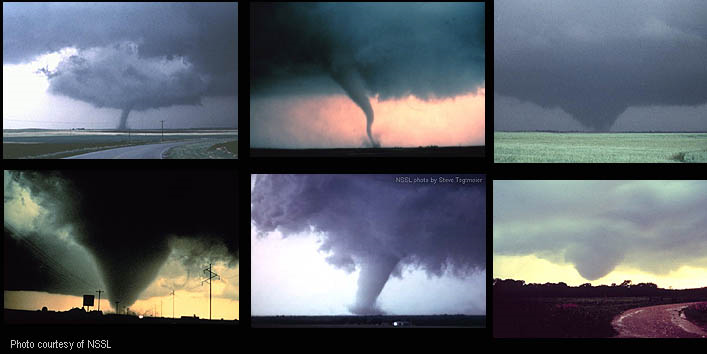 NSSL photo by Steve Tegtmeier
Photo courtesy of NSSL